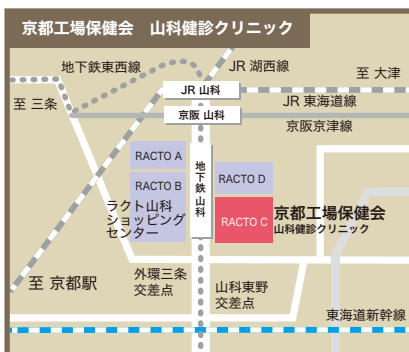 京都工場保健会　山科健診クリニック
地下鉄東西線
JR 湖西線
至 大津
JR 山科
至 三条
JR 東海道線
京阪 山科
京阪京津線
RACTO A
地下鉄山科
RACTO B
RACTO D
ラクト山科
ショッピング
センター
RACTO C
京都工場保健会
山科健診クリニック
外環三条
交差点
至 京都駅
山科東野
交差点
東海道新幹線